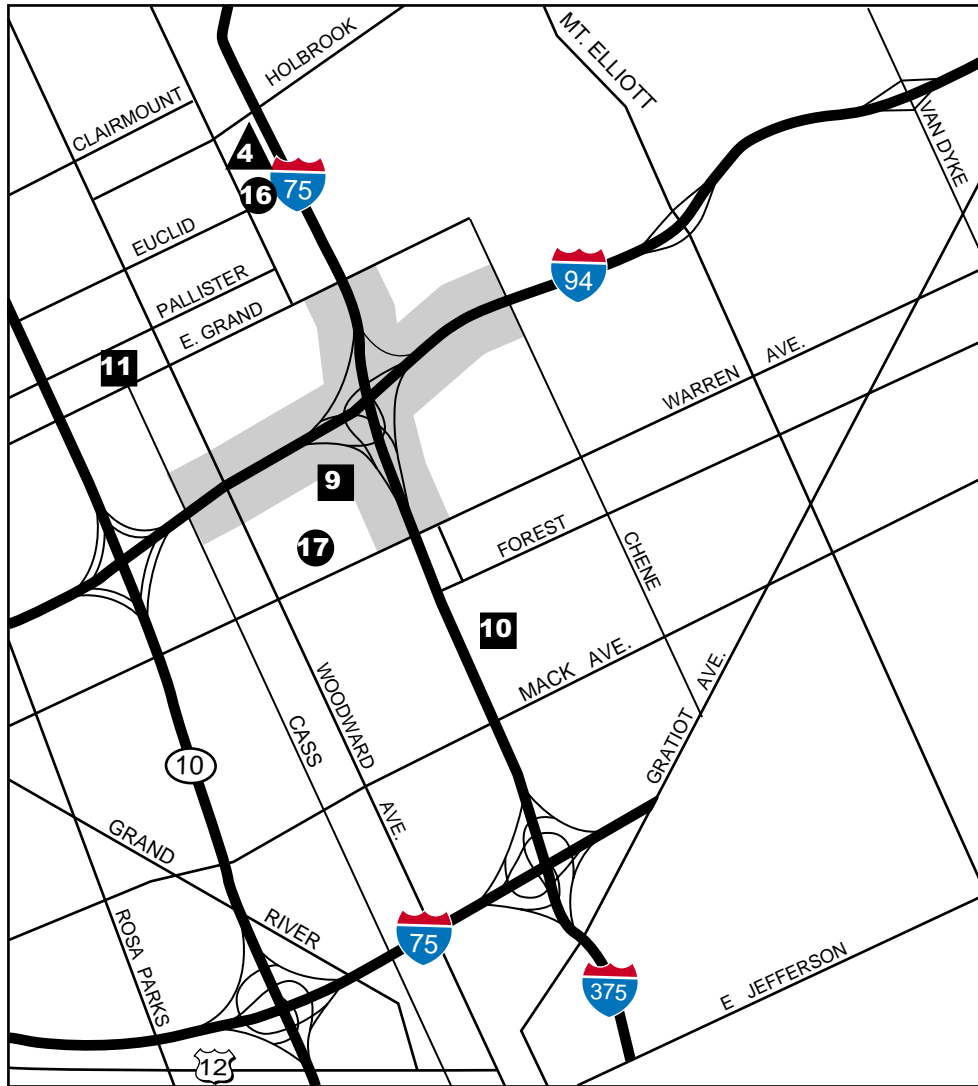 MT. ELLIOTT
HOLBROOK
CLAIRMOUNT
VAN DYKE
4
16
75
EUCLID
94
PALLISTER
E. GRAND
11
WARREN AVE.
9
17
FOREST
CHENE
10
MACK AVE.
WOODWARD AVE.
CASS
GRATIOT AVE.
10
GRAND RIVER
ROSA PARKS
75
375
E JEFFERSON
12